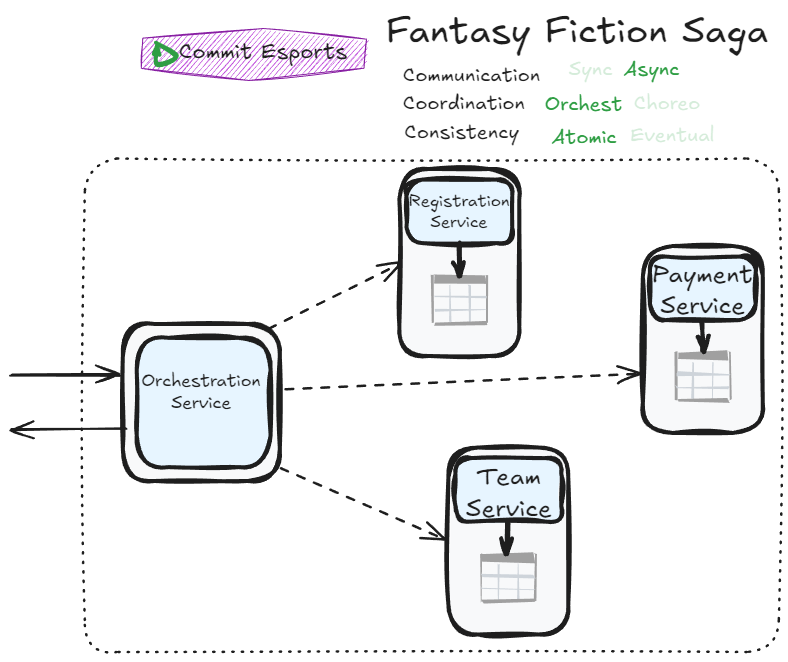 Fantasy Fiction Saga
Commit Esports
Communication Sync Async
Coordination Orchest Choreo
Consistency Atomic Eventual
Registration
Service
Payment
Service
Orchestration
Service
Team
Service